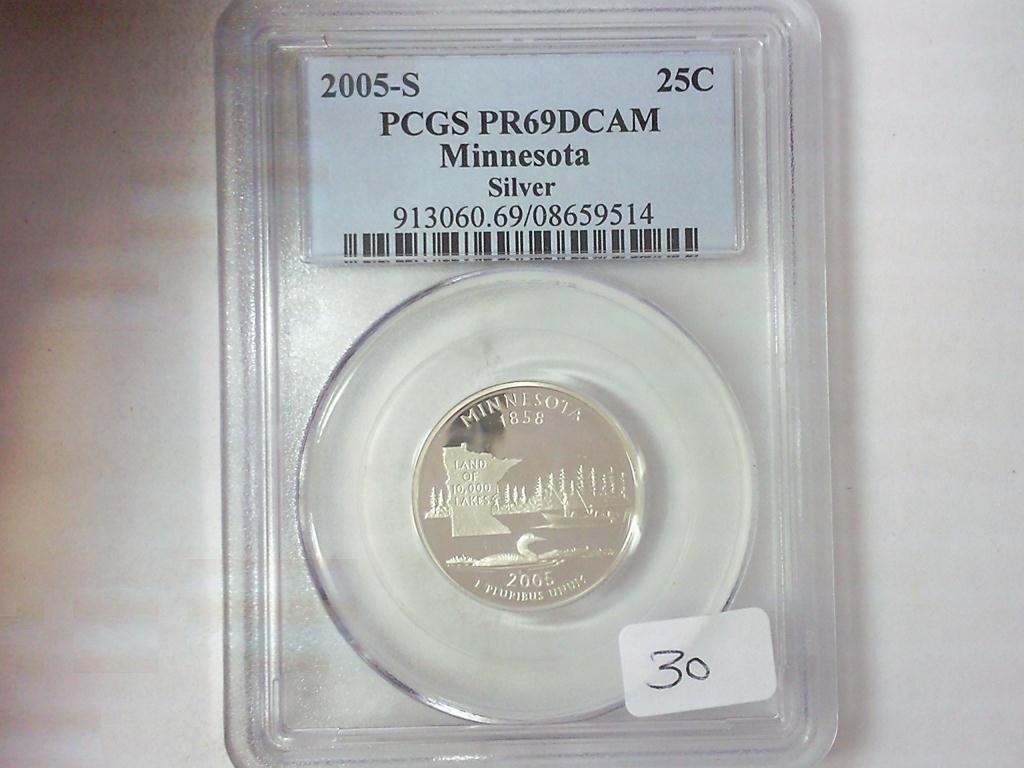 2005-S 25C
PCGS PR69DCAM
Minnesota
Silver
913060.69/08659514
MINNESOTA
1858
LAND
OF
10,000
LAKES
2005
PLURIBUS UNUM
30